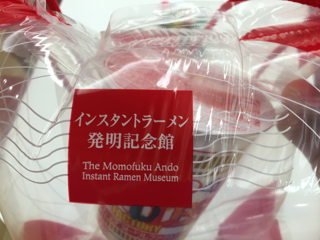 インスタントラーメン
発明記念館
The Momofuku Ando
Instant Ramen Museum